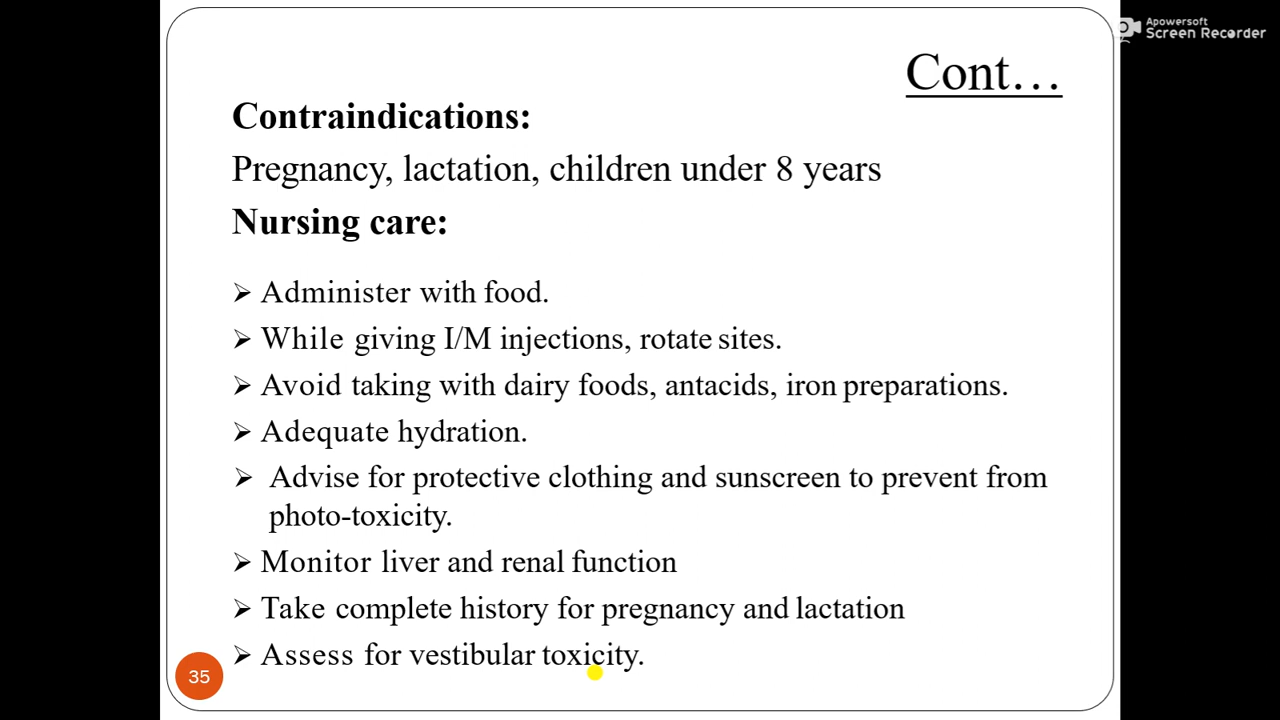 Apowersoft
Screen Recorder
Cont…
Contraindications:
Pregnancy, lactation, children under 8 years
Nursing care:
➢ Administer with food.
➢ While giving I/M injections, rotate sites.
➢ Avoid taking with dairy foods, antacids, iron preparations.
➢ Adequate hydration.
➢ Advise for protective clothing and sunscreen to prevent from
photo-toxicity.
➢ Monitor liver and renal function
➢ Take complete history for pregnancy and lactation
➢ Assess for vestibular toxicity.
35